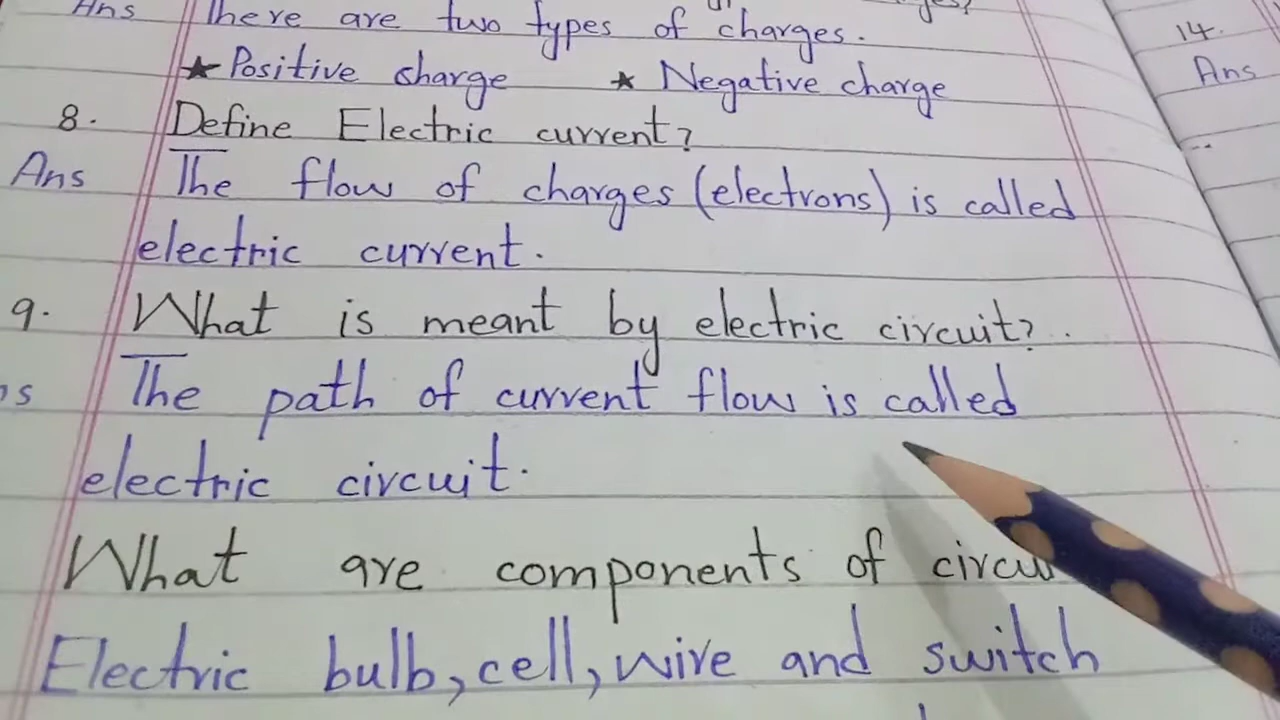 Ans There are two types of charges.
14.
★ Positive charge ★ Negative charge
Ans
8. Define Electric current?
Ans The flow of charges (electrons) is called
electric current.
9. What is meant by electric circuit?
The path of current flow is called
electric circuit.
What are components of
Electric bulb, cell, wire and switch